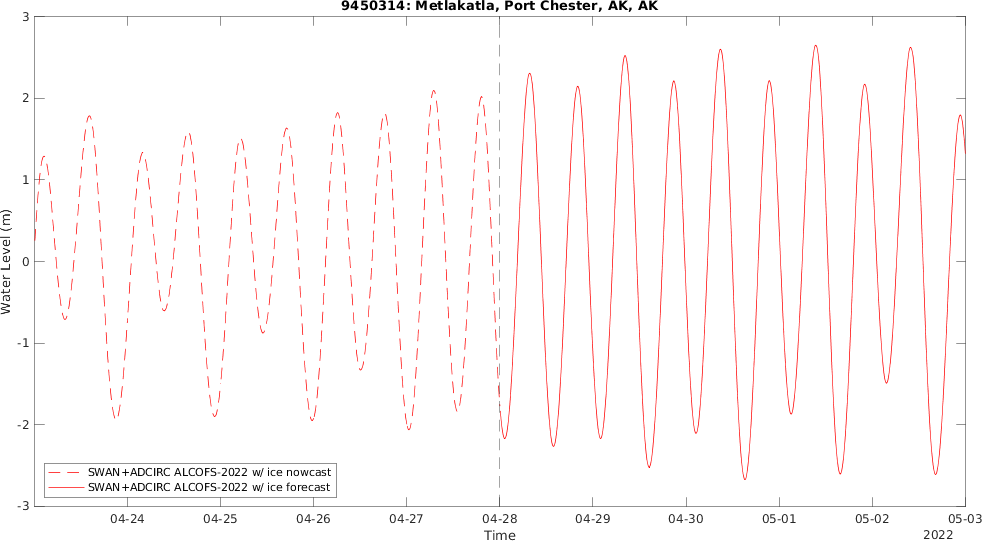 9450314: Metlakatla, Port Chester, AK, AK
3
2
1
0
-1
-2
-3
Water Level (m)
SWAN+ADCIRC ALCOFS-2022 w/ ice nowcast
SWAN+ADCIRC ALCOFS-2022 w/ ice forecast
04-24 04-25 04-26 04-27 04-28 04-29 04-30 05-01 05-02 05-03
Time
2022